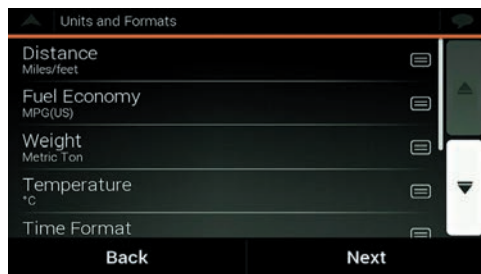 Units and Formats
Distance
Miles/feet
Fuel Economy
MPG(US)
Weight
Metric Ton
Temperature
°C
Time Format
Back
Next